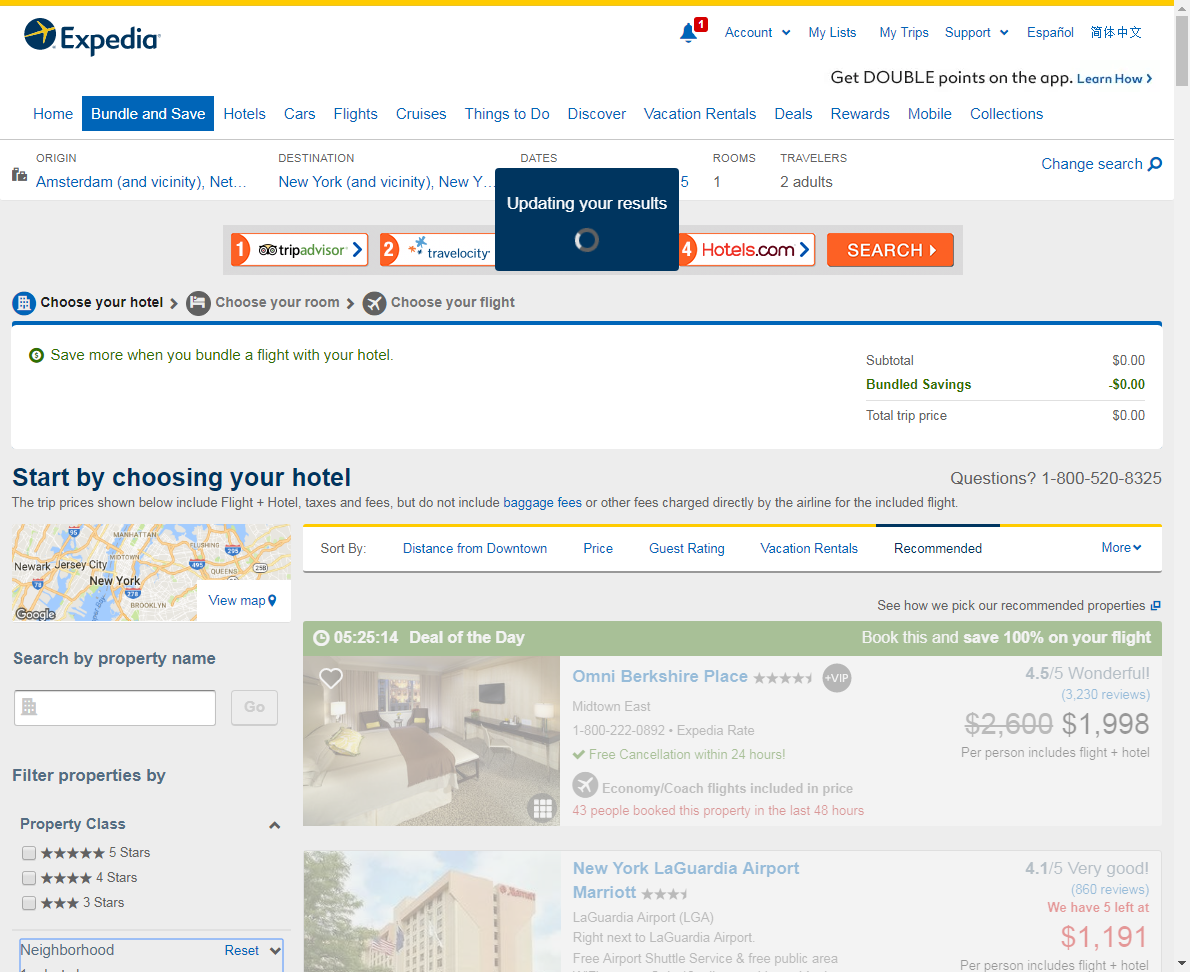 Expedia
1
Account
My Lists
My Trips
Support
Español
简体中文
Get DOUBLE points on the app. Learn How
Home
Bundle and Save
Hotels
Cars
Flights
Cruises
Things to Do
Discover
Vacation Rentals
Deals
Rewards
Mobile
Collections
ORIGIN
Amsterdam (and vicinity), Net…
DESTINATION
New York (and vicinity), New Y…
DATES
5
ROOMS
1
TRAVELERS
2 adults
Change search
Updating your results
1 tripadvisor
2 travelocity
4 Hotels.com
SEARCH
Choose your hotel
Choose your room
Choose your flight
Save more when you bundle a flight with your hotel.
Subtotal $0.00
Bundled Savings -$0.00
Total trip price $0.00
Start by choosing your hotel
Questions? 1-800-520-8325
The trip prices shown below include Flight + Hotel, taxes and fees, but do not include baggage fees or other fees charged directly by the airline for the included flight.
95
MANHATTAN
FLUSHING
295
MIDTOWN
Newark
Jersey City
495
QUEENS
25B
New York
78
278
BROOKLYN
Google
View map
Sort By:
Distance from Downtown
Price
Guest Rating
Vacation Rentals
Recommended
More
See how we pick our recommended properties
Search by property name
Go
Filter properties by
Property Class
5 Stars
4 Stars
3 Stars
Neighborhood
Reset
05:25:14 Deal of the Day
Book this and save 100% on your flight
Omni Berkshire Place
+VIP
Midtown East
1-800-222-0892 • Expedia Rate
Free Cancellation within 24 hours!
Economy/Coach flights included in price
43 people booked this property in the last 48 hours
4.5/5 Wonderful!
(3,230 reviews)
$2,600 $1,998
Per person includes flight + hotel
New York LaGuardia Airport
Marriott
LaGuardia Airport (LGA)
Right next to LaGuardia Airport.
Free Airport Shuttle Service & free public area
4.1/5 Very good!
(860 reviews)
We have 5 left at
$1,191
Per person includes flight + hotel